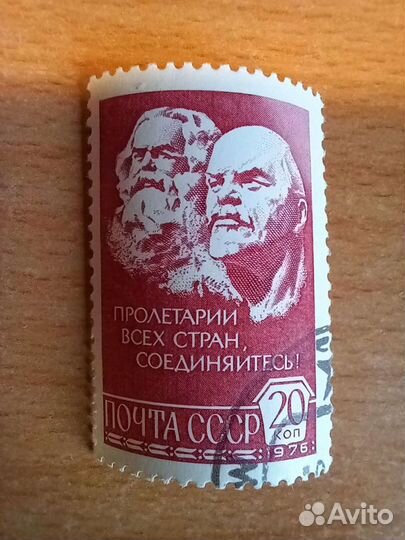 ПРОЛЕТАРИИ
ВСЕХ СТРАН,
СОЕДИНЯЙТЕСЬ!
ПОЧТА СССР
20
КОП
1976
Avito